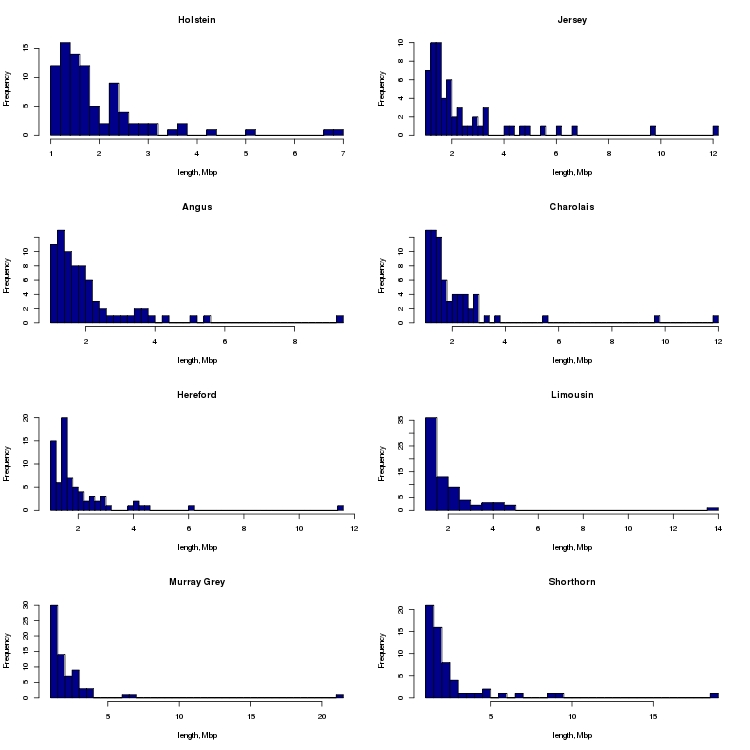 Holstein
Frequency
0 5 10 15
1 2 3 4 5 6 7
length, Mbp
Jersey
Frequency
0 2 4 6 8 10
2 4 6 8 10 12
length, Mbp
Angus
Frequency
0 2 4 6 8 10
2 4 6 8
length, Mbp
Charolais
Frequency
0 2 4 6 8 10
2 4 6 8 10 12
length, Mbp
Hereford
Frequency
0 5 10 15 20
2 4 6 8 10 12
length, Mbp
Limousin
Frequency
0 5 15 25 35
2 4 6 8 10 12 14
length, Mbp
Murray Grey
Frequency
0 5 10 15 20 25 30
5 10 15 20
length, Mbp
Shorthorn
Frequency
0 5 10 15 20
5 10 15
length, Mbp